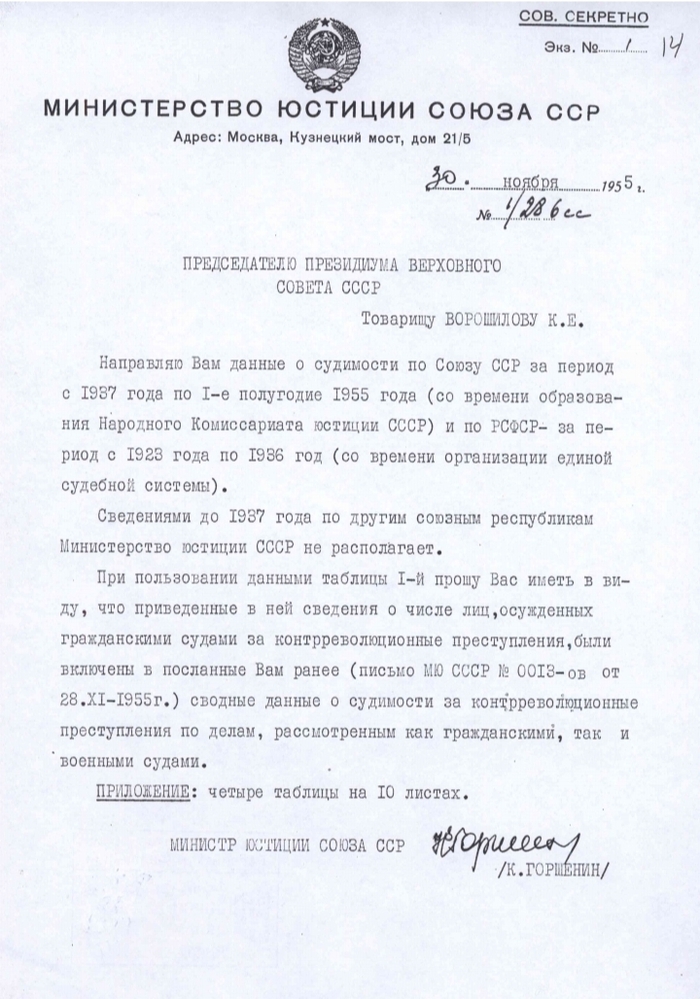 СОВ. СЕКРЕТНО
Экз. № 1 14
МИНИСТЕРСТВО ЮСТИЦИИ СОЮЗА ССР
Адрес: Москва, Кузнецкий мост, дом 21/5
30. ноября 1955 г.
№ 1/286сс
ПРЕДСЕДАТЕЛЮ ПРЕЗИДИУМА ВЕРХОВНОГО
СОВЕТА СССР
Товарищу ВОРОШИЛОВУ К.Е.
Направляю Вам данные о судимости по Союзу ССР за период
с 1937 года по I-е полугодие 1955 года (со времени образова-
ния Народного Комиссариата юстиции СССР) и по РСФСР- за пе-
риод с 1923 года по 1936 год (со времени организации единой
судебной системы).
Сведениями до 1937 года по другим союзным республикам
Министерство юстиции СССР не располагает.
При пользовании данными таблицы I-й прошу Вас иметь в ви-
ду, что приведенные в ней сведения о числе лиц,осужденных
гражданскими судами за контрреволюционные преступления,были
включены в посланные Вам ранее (письмо МЮ СССР № 0013-ов от
28.XI-1955г.) сводные данные о судимости за контрреволюционные
преступления по делам, рассмотренным как гражданскими, так и
военными судами.
ПРИЛОЖЕНИЕ: четыре таблицы на 10 листах.
МИНИСТР ЮСТИЦИИ СОЮЗА ССР
/К.ГОРШЕНИН/